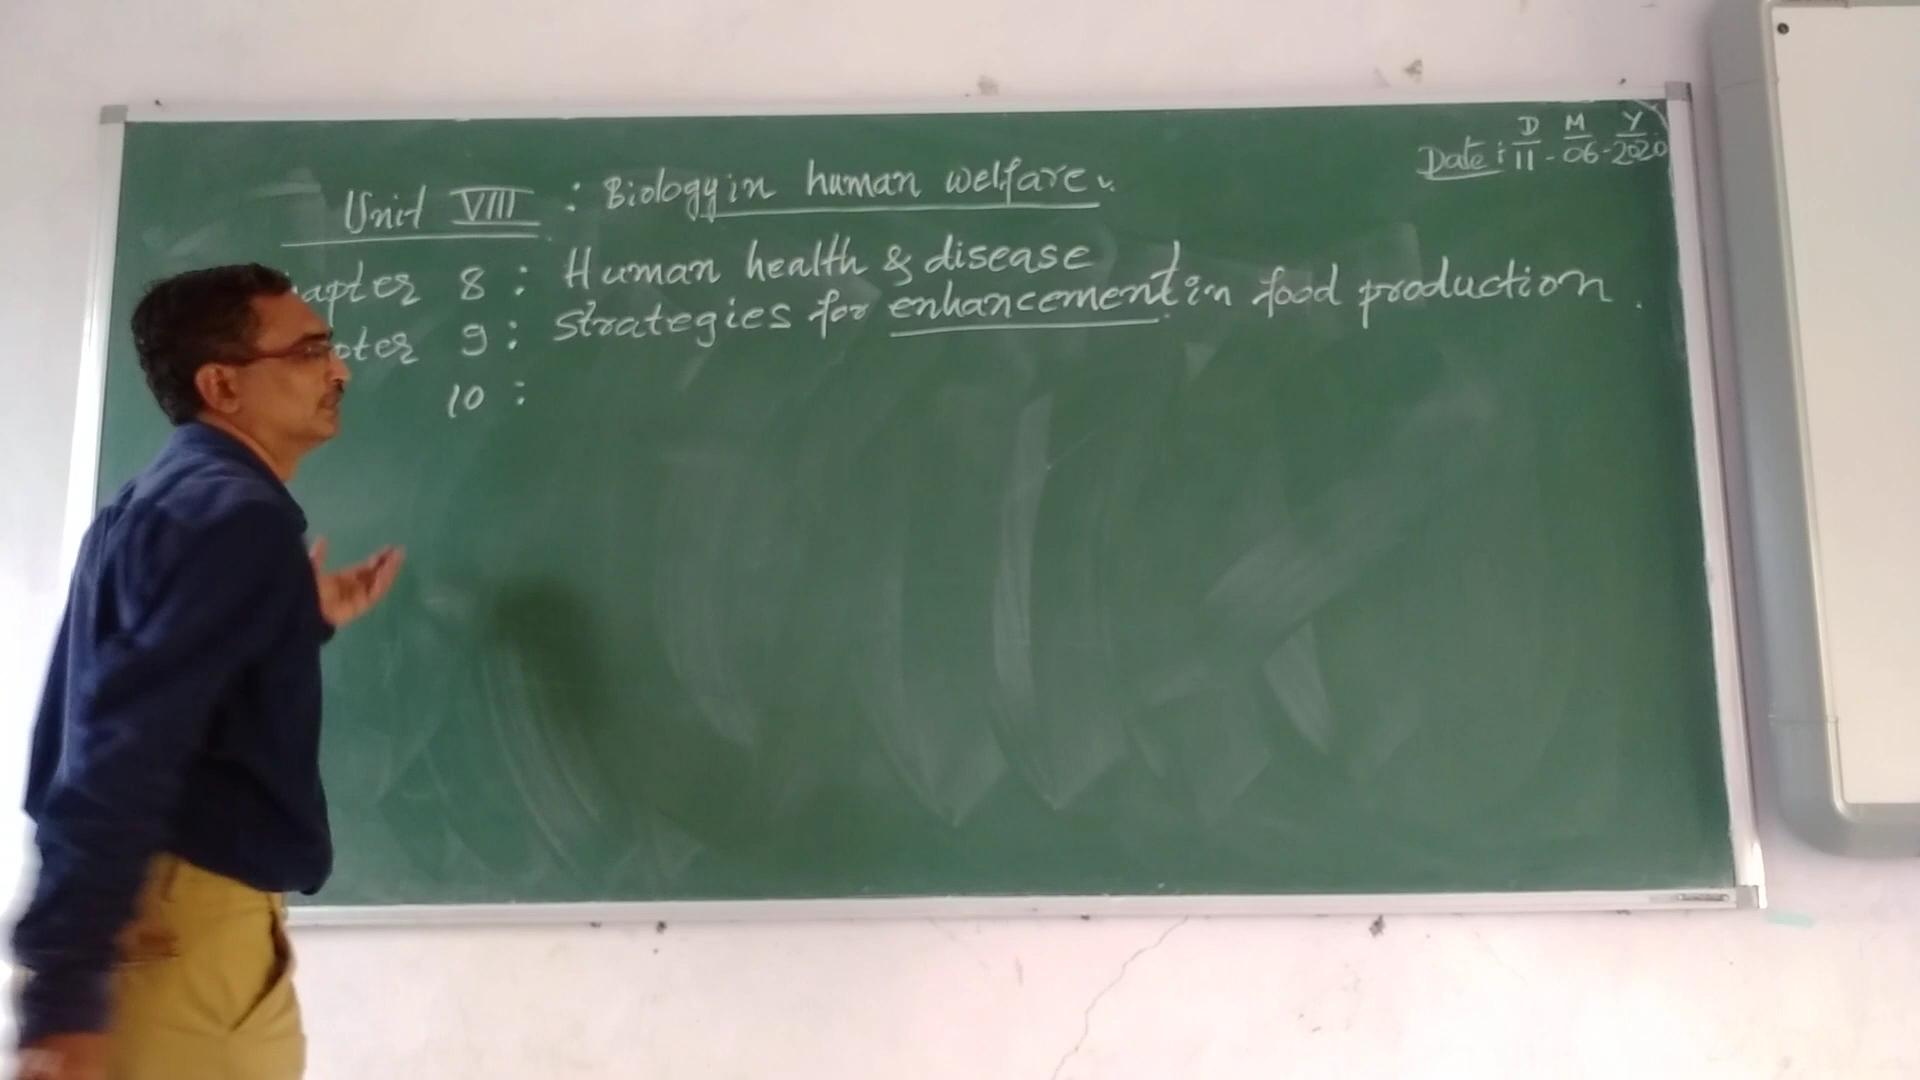 D M Y
Date : 11 - 06 - 2020
Unit VIII : Biology in human welfare.
apter 8 : Human health & disease
pter 9 : strategies for enhancement in food production.
10 :